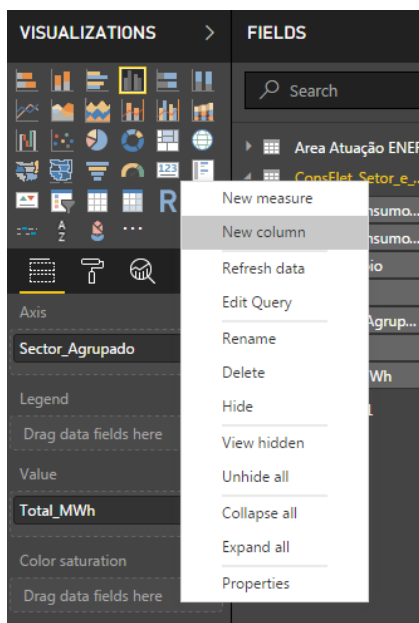 VISUALIZATIONS >
FIELDS
Search
Area Atuação ENE
ConsElet_Setor_e_...
nsumo...
nsumo...
io
Agrup...
Wh
123
R
A
Z
...
New measure
New column
Refresh data
Edit Query
Rename
Delete
Hide
View hidden
Unhide all
Collapse all
Expand all
Properties
Axis
Sector_Agrupado
Legend
Drag data fields here
Value
Total_MWh
Color saturation
Drag data fields here